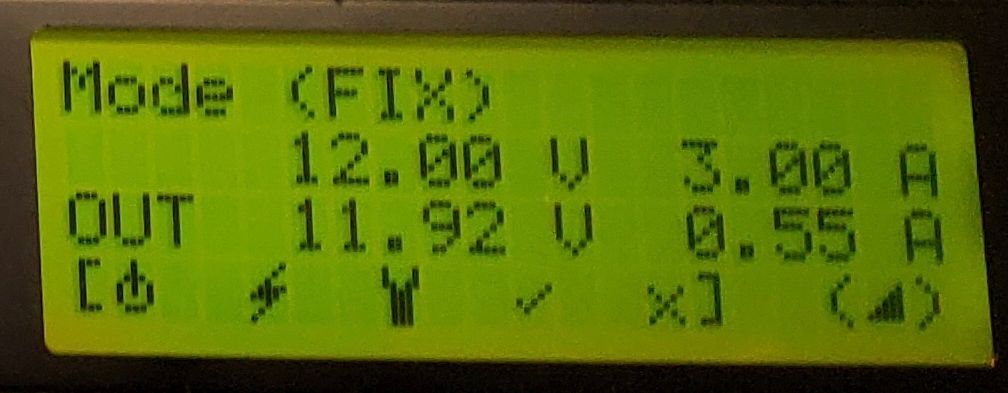 Mode (FIX)
12.00 V 3.00 A
OUT 11.92 V 0.55 A
[⏻ ⚡ Y ✓ X] (◢)